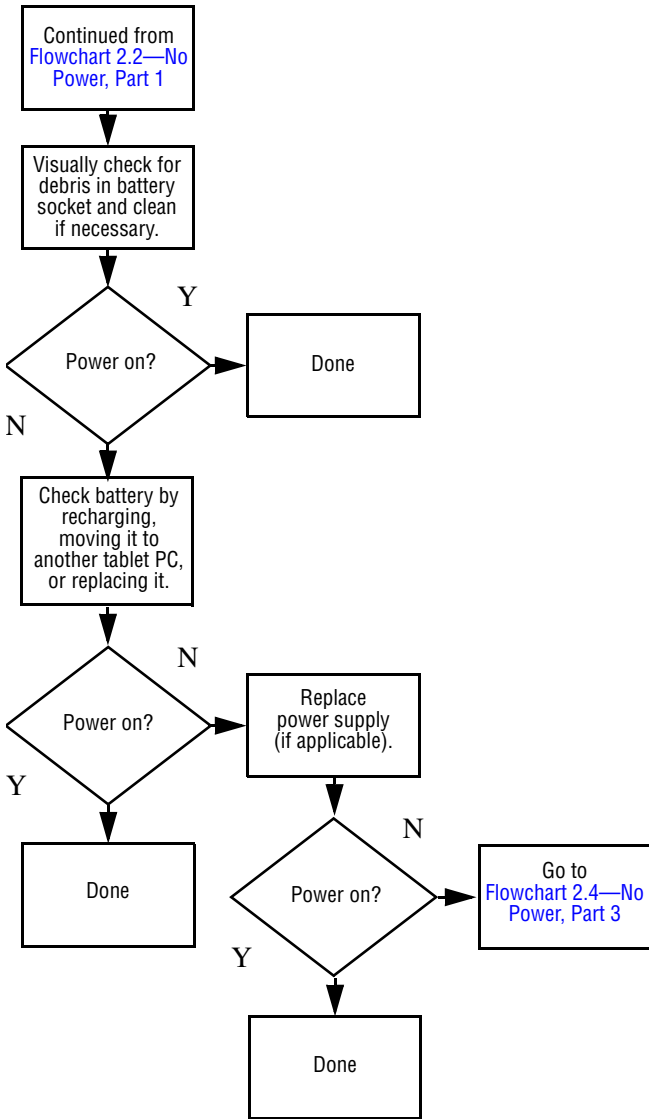 Continued from
Flowchart 2.2—No
Power, Part 1
Visually check for
debris in battery
socket and clean
if necessary.
Y
Power on?
Done
N
Check battery by
recharging,
moving it to
another tablet PC,
or replacing it.
N
Power on?
Replace
power supply
(if applicable).
Y
Done
N
Power on?
Go to
Flowchart 2.4—No
Power, Part 3
Y
Done